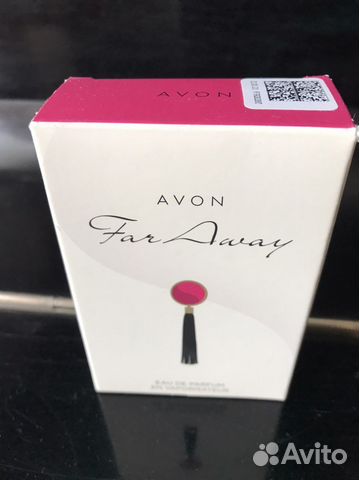 AVON
AVON
Far Away
EAU DE PARFUM
EN VAPORISATEUR
Avito